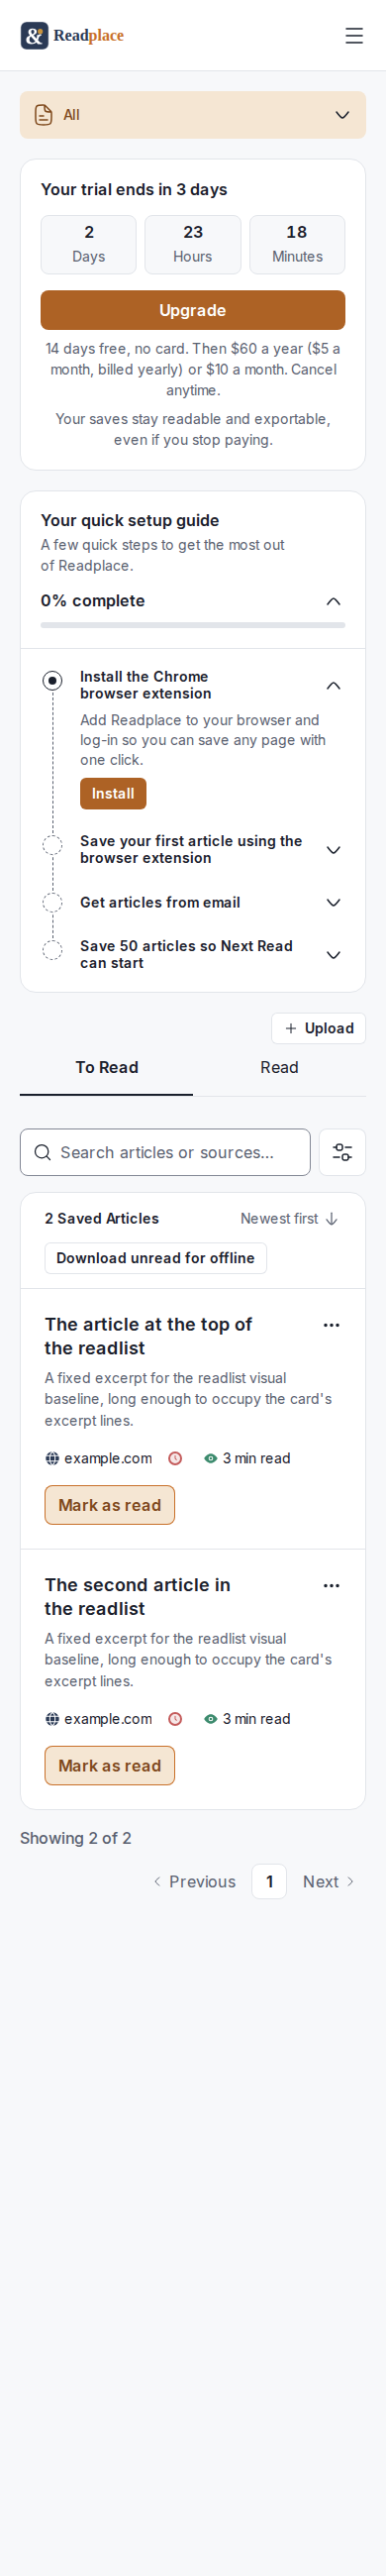 & Readplace
All
Your trial ends in 3 days
2 23 18
Days Hours Minutes
Upgrade
14 days free, no card. Then $60 a year ($5 a
month, billed yearly) or $10 a month. Cancel
anytime.
Your saves stay readable and exportable,
even if you stop paying.
Your quick setup guide
A few quick steps to get the most out
of Readplace.
0% complete
Install the Chrome
browser extension
Add Readplace to your browser and
log-in so you can save any page with
one click.
Install
Save your first article using the
browser extension
Get articles from email
Save 50 articles so Next Read
can start
Upload
To Read Read
Search articles or sources...
2 Saved Articles Newest first
Download unread for offline
The article at the top of
the readlist
A fixed excerpt for the readlist visual
baseline, long enough to occupy the card's
excerpt lines.
example.com 3 min read
Mark as read
The second article in
the readlist
A fixed excerpt for the readlist visual
baseline, long enough to occupy the card's
excerpt lines.
example.com 3 min read
Mark as read
Showing 2 of 2
Previous 1 Next